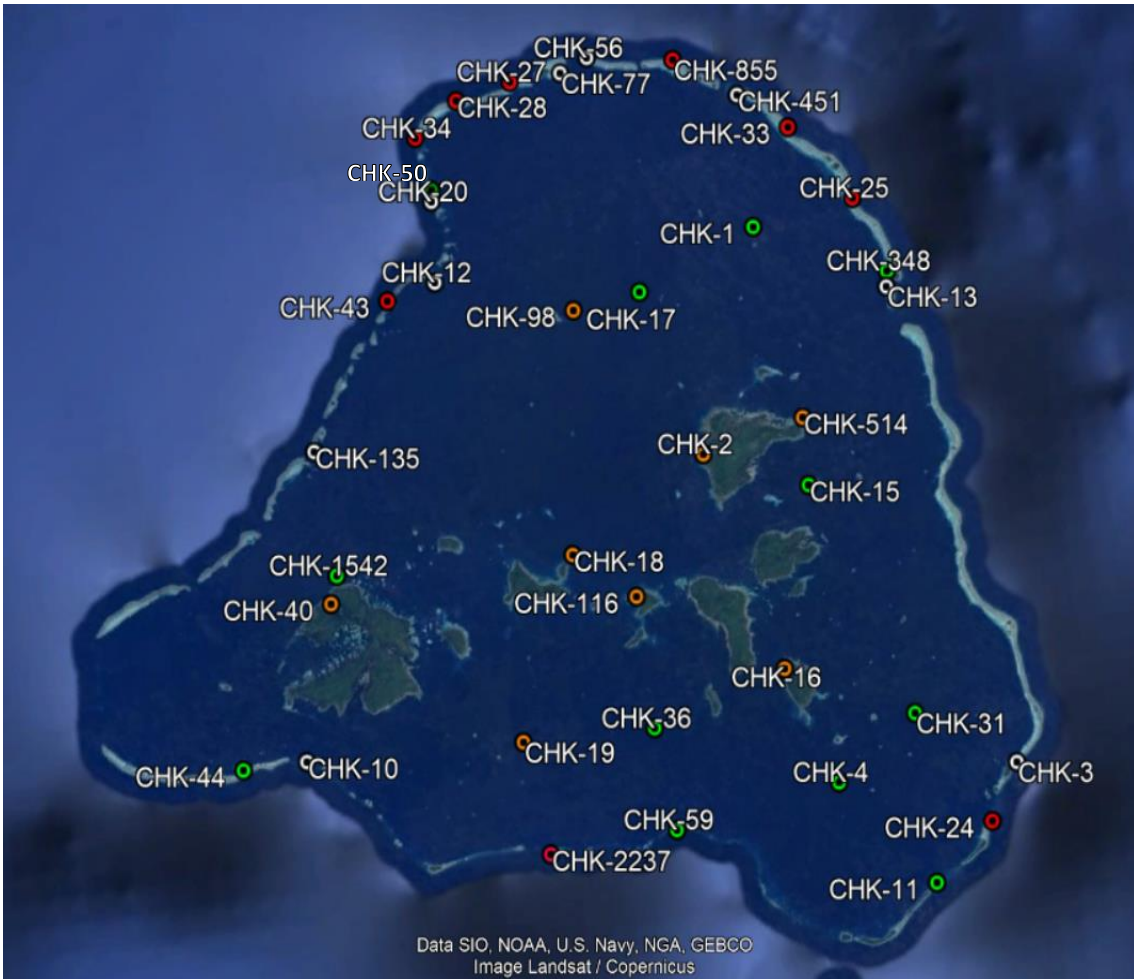 CHK-56
CHK-27
CHK-855
CHK-77
CHK-28
CHK-451
CHK-34
CHK-33
CHK-50
CHK-20
CHK-25
CHK-1
CHK-348
CHK-12
CHK-13
CHK-43
CHK-98
CHK-17
CHK-514
CHK-2
CHK-135
CHK-15
CHK-18
CHK-1542
CHK-116
CHK-40
CHK-16
CHK-36
CHK-31
CHK-19
CHK-10
CHK-44
CHK-4
CHK-3
CHK-59
CHK-24
CHK-2237
CHK-11
Data SIO, NOAA, U.S. Navy, NGA, GEBCO
Image Landsat / Copernicus